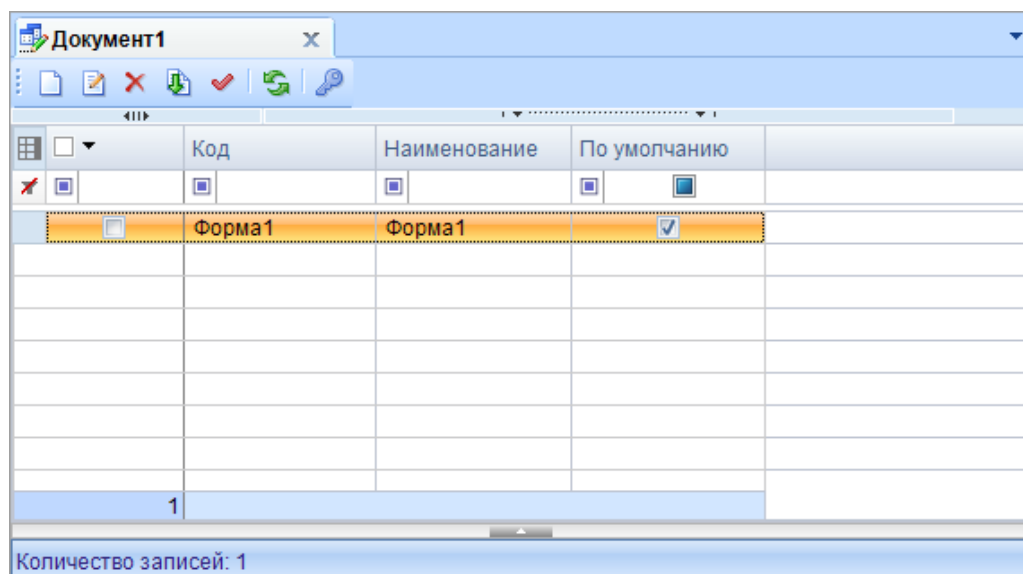 Документ1
Код Наименование По умолчанию
Форма1 Форма1
1
Количество записей: 1